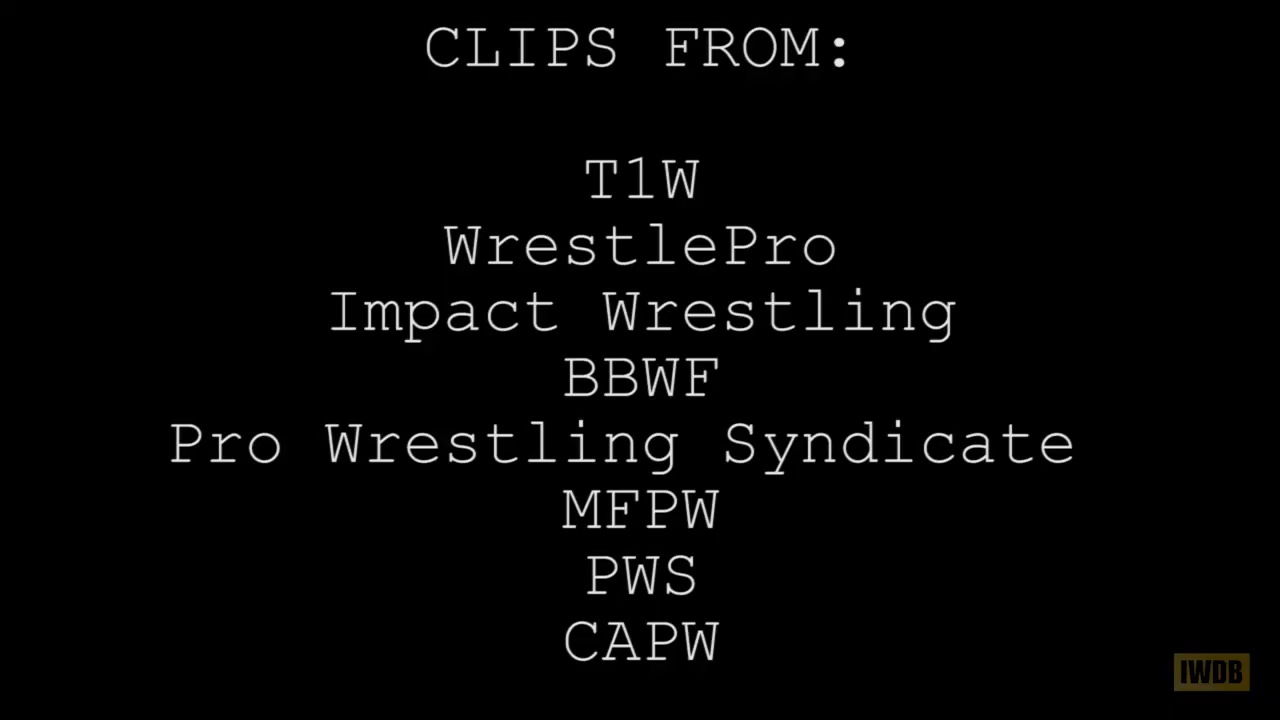 CLIPS FROM:
T1W
WrestlePro
Impact Wrestling
BBWF
Pro Wrestling Syndicate
MFPW
PWS
CAPW
IWDB